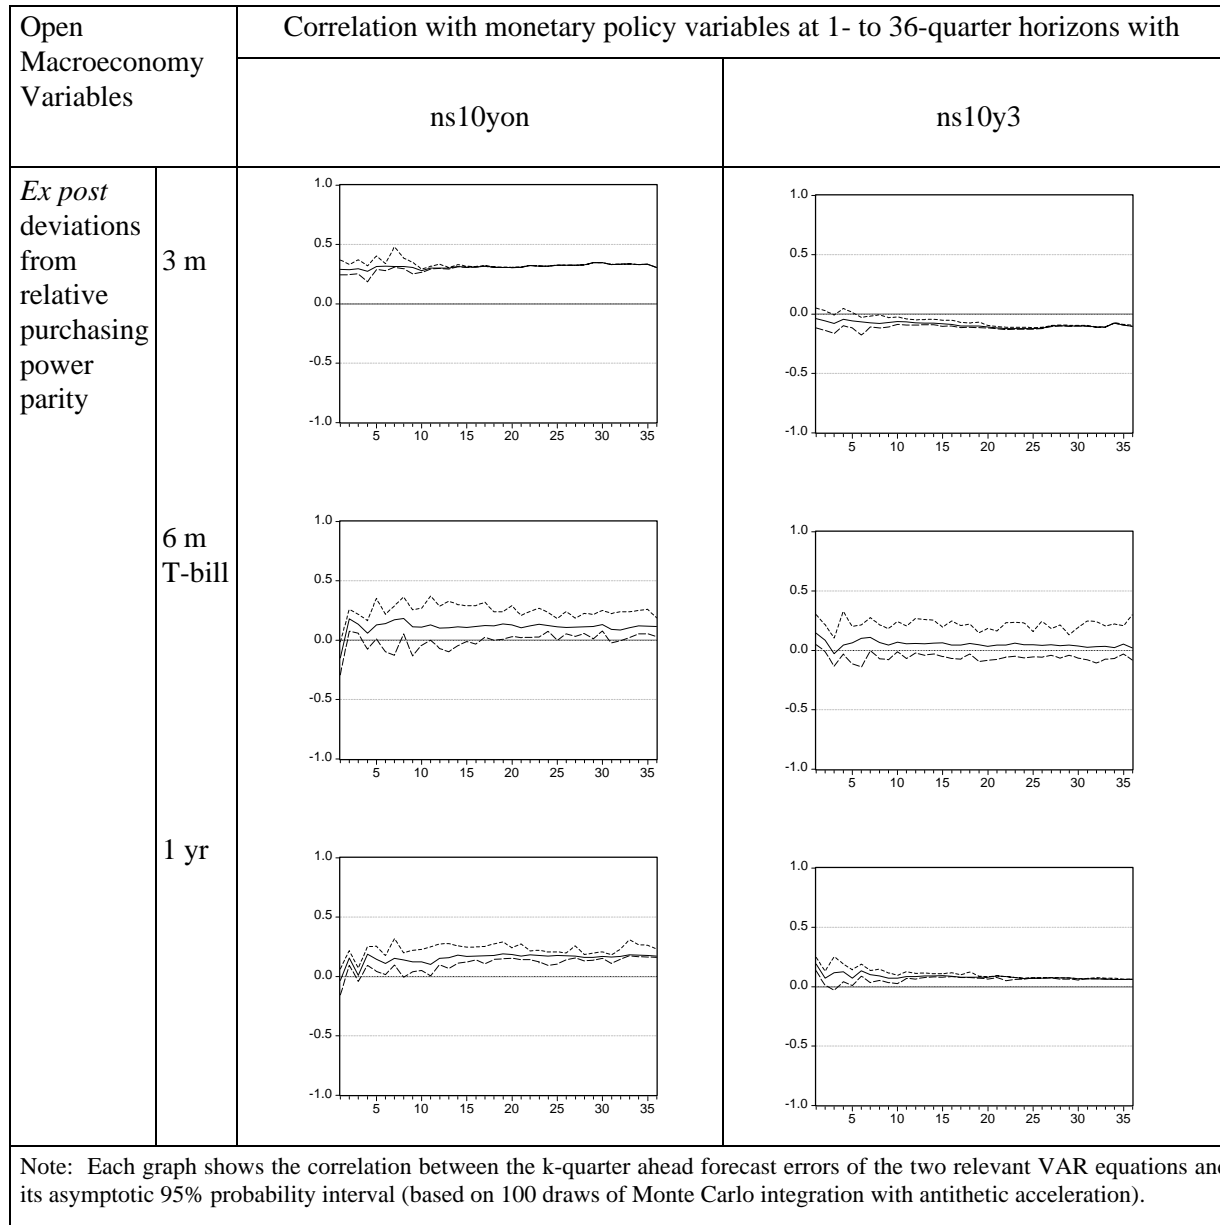 Open
Macroeconomy
Variables
Correlation with monetary policy variables at 1- to 36-quarter horizons with
ns10yon
ns10y3
Ex post
deviations
from
relative
purchasing
power
parity
3 m
1.0
0.5
0.0
-0.5
-1.0
5 10 15 20 25 30 35
1.0
0.5
0.0
-0.5
-1.0
5 10 15 20 25 30 35
6 m
T-bill
1.0
0.5
0.0
-0.5
-1.0
5 10 15 20 25 30 35
1.0
0.5
0.0
-0.5
-1.0
5 10 15 20 25 30 35
1 yr
1.0
0.5
0.0
-0.5
-1.0
5 10 15 20 25 30 35
1.0
0.5
0.0
-0.5
-1.0
5 10 15 20 25 30 35
Note: Each graph shows the correlation between the k-quarter ahead forecast errors of the two relevant VAR equations and
its asymptotic 95% probability interval (based on 100 draws of Monte Carlo integration with antithetic acceleration).